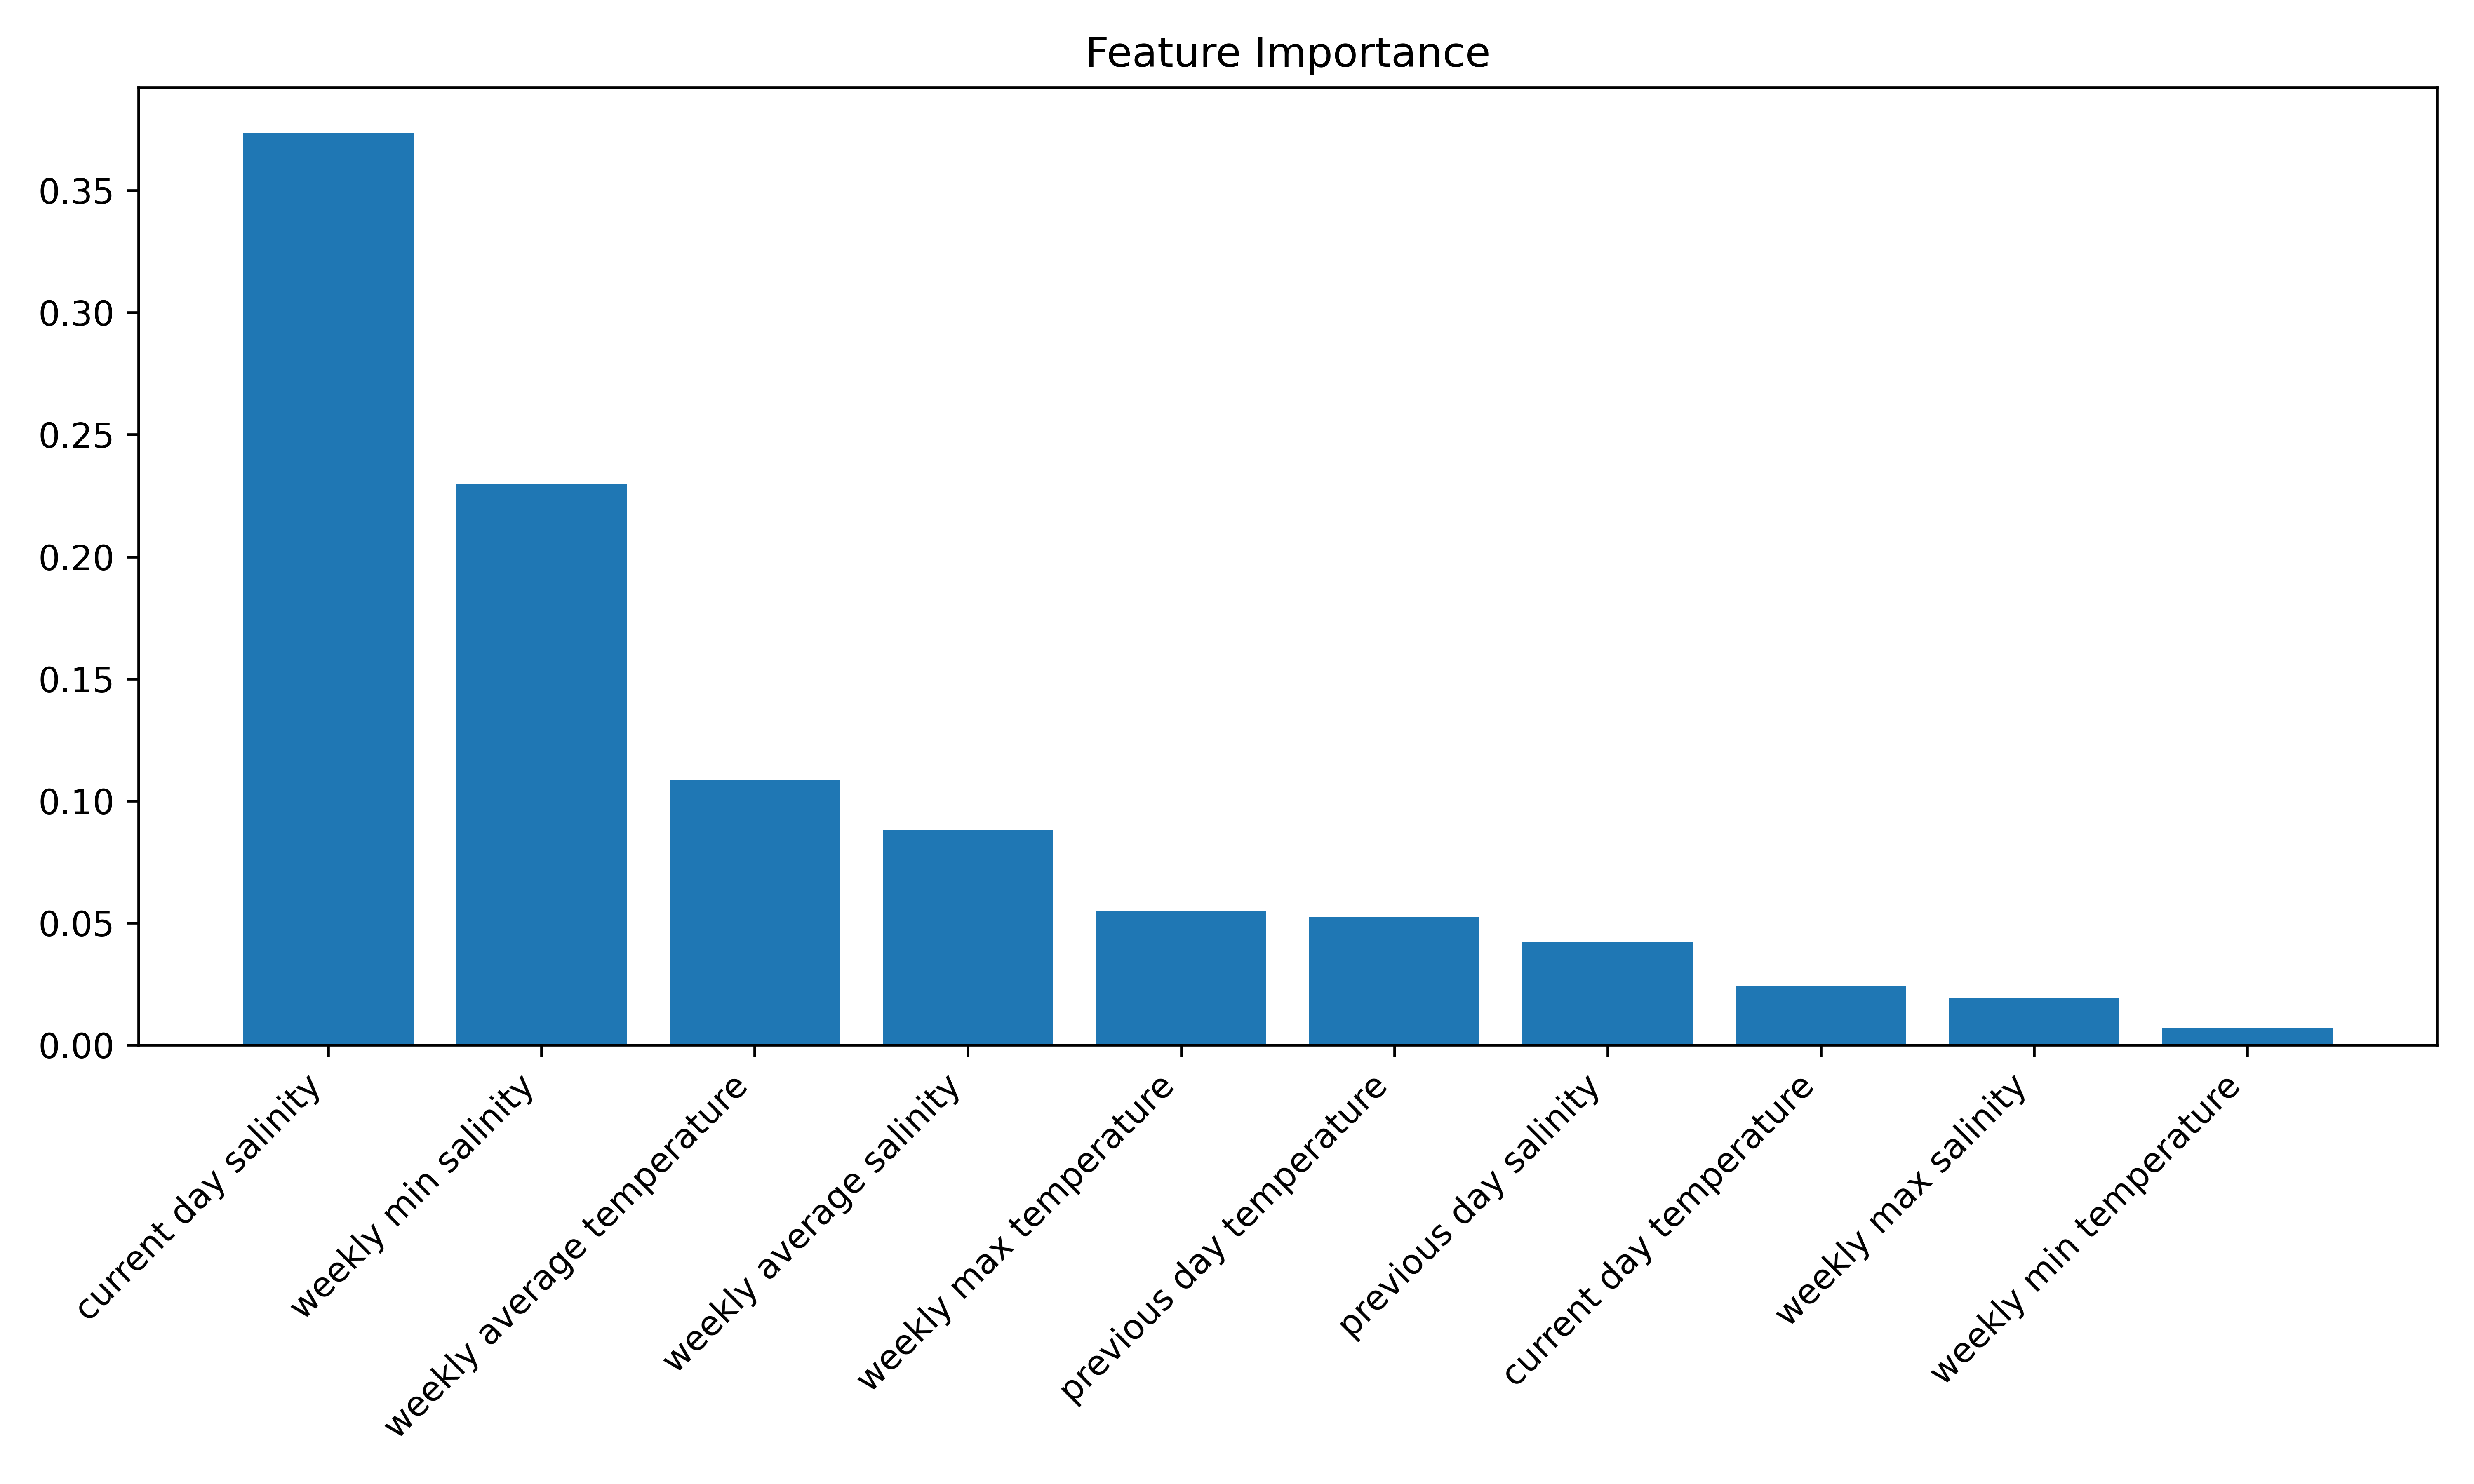 Feature Importance
0.35
0.30
0.25
0.20
0.15
0.10
0.05
0.00
current day salinity
weekly min salinity
weekly average temperature
weekly average salinity
weekly max temperature
previous day temperature
previous day salinity
current day temperature
weekly max salinity
weekly min temperature